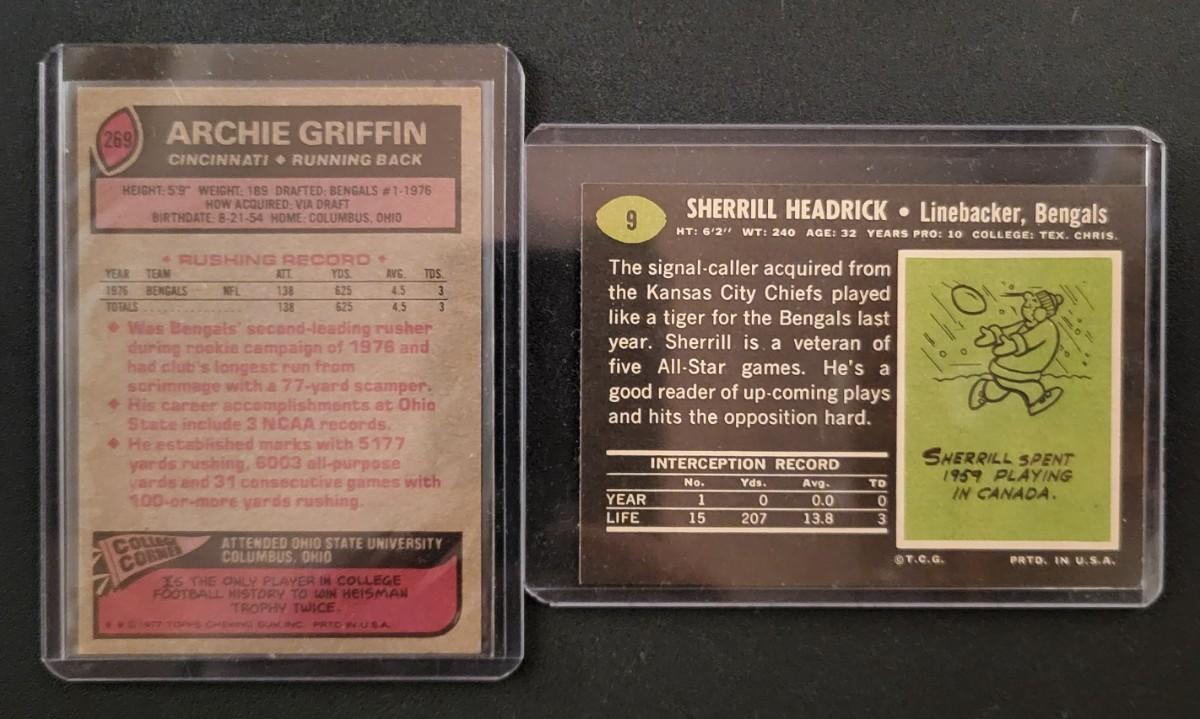 269
ARCHIE GRIFFIN
CINCINNATI ♦ RUNNING BACK
HEIGHT: 5'9" WEIGHT: 189 DRAFTED: BENGALS #1-1976
HOW ACQUIRED: VIA DRAFT
BIRTHDATE: 8-21-54 HOME: COLUMBUS, OHIO
♦ RUSHING RECORD ♦
YEAR TEAM ATT. YDS. AVG. TDS.
1976 BENGALS NFL 138 625 4.5 3
TOTALS.............. 138 625 4.5 3
♦ Was Bengals' second-leading rusher
during rookie campaign of 1976 and
had club's longest run from
scrimmage with a 77-yard scamper.
♦ His career accomplishments at Ohio
State include 3 NCAA records.
♦ He established marks with 5177
yards rushing, 6003 all-purpose
yards and 31 consecutive games with
100-or-more yards rushing.
COLLEGE
CORNER
ATTENDED OHIO STATE UNIVERSITY
COLUMBUS, OHIO
IS THE ONLY PLAYER IN COLLEGE
FOOTBALL HISTORY TO WIN HEISMAN
TROPHY TWICE.
* * © 1977 TOPPS CHEWING GUM, INC. PRTD. IN U.S.A.
9
SHERRILL HEADRICK • Linebacker, Bengals
HT: 6'2" WT: 240 AGE: 32 YEARS PRO: 10 COLLEGE: TEX. CHRIS.
The signal-caller acquired from
the Kansas City Chiefs played
like a tiger for the Bengals last
year. Sherrill is a veteran of
five All-Star games. He's a
good reader of up-coming plays
and hits the opposition hard.
INTERCEPTION RECORD
No. Yds. Avg. TD
YEAR 1 0 0.0 0
LIFE 15 207 13.8 3
SHERRILL SPENT
1959 PLAYING
IN CANADA.
©T.C.G. PRTD. IN U.S.A.